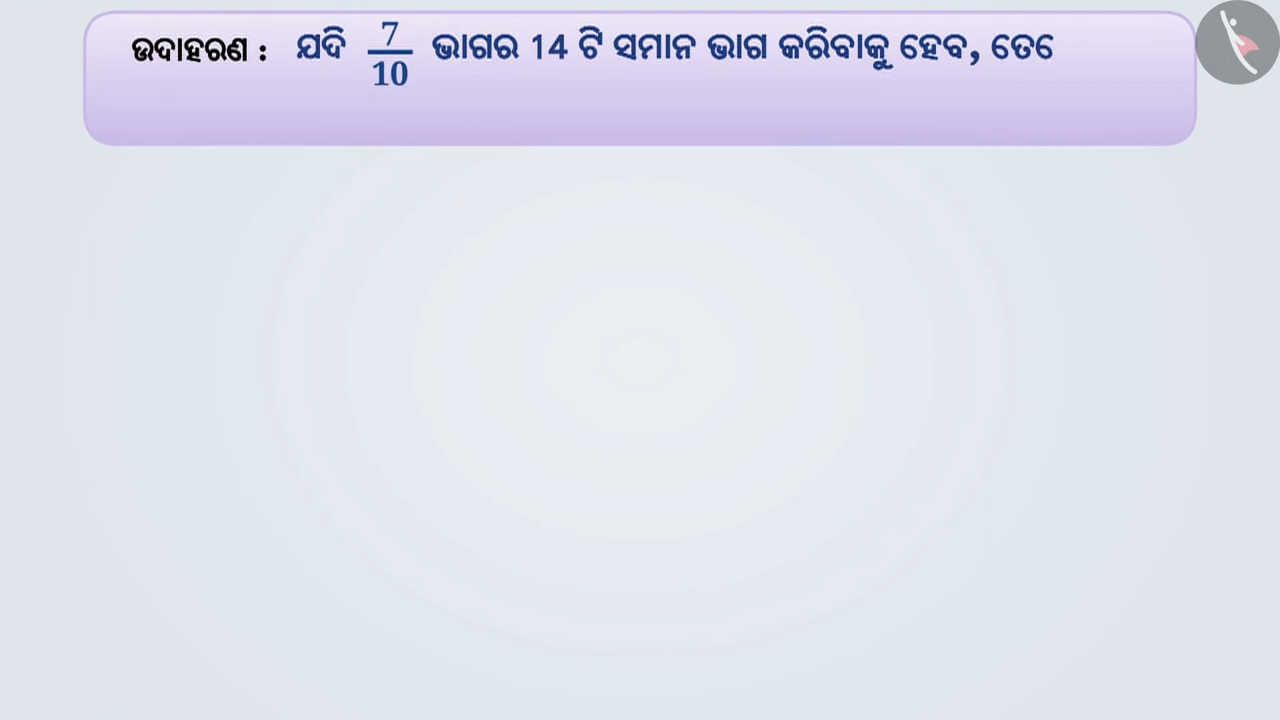 ଉଦାହରଣ : ଯଦି 7/10 ଭାଗର 14 ଟି ସମାନ ଭାଗ କରିବାକୁ ହେବ, ତେବେ